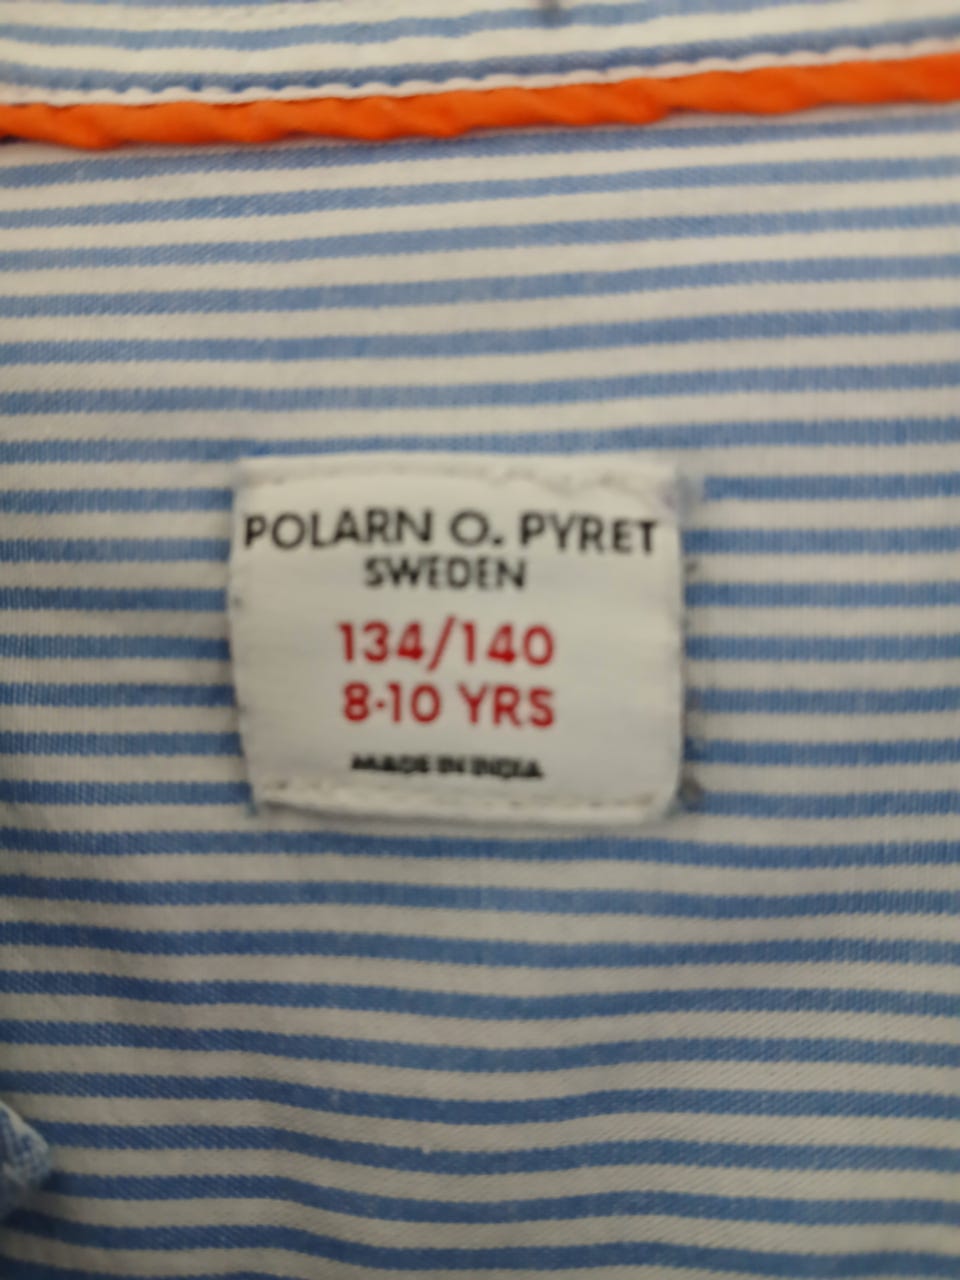 POLARN O. PYRET
SWEDEN
134/140
8-10 YRS
MADE IN INDIA